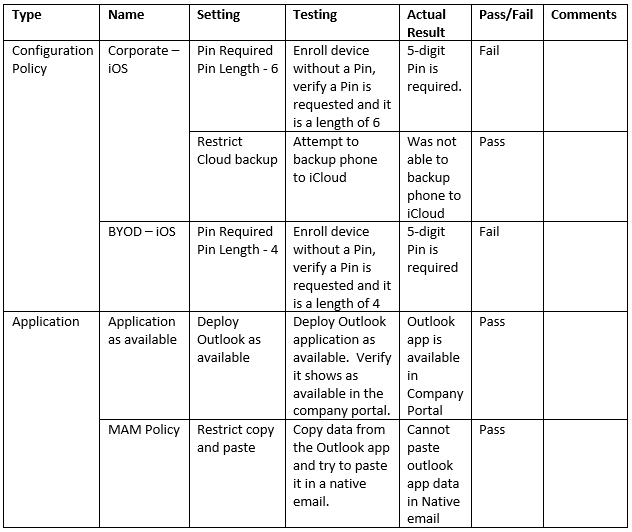 Type Name Setting Testing Actual Result Pass/Fail Comments
Configuration Policy
Corporate –
iOS
Pin Required
Pin Length - 6
Enroll device
without a Pin,
verify a Pin is
requested and it
is a length of 6
5-digit
Pin is
required.
Fail
Restrict
Cloud backup
Attempt to
backup phone
to iCloud
Was not
able to
backup
phone to
iCloud
Pass
BYOD – iOS
Pin Required
Pin Length - 4
Enroll device
without a Pin,
verify a Pin is
requested and it
is a length of 4
5-digit
Pin is
required
Fail
Application
Application
as available
Deploy
Outlook as
available
Deploy Outlook
application as
available.  Verify
it shows as
available in the
company portal.
Outlook
app is
available
in
Company
Portal
Pass
MAM Policy
Restrict copy
and paste
Copy data from
the Outlook app
and try to paste
it in a native
email.
Cannot
paste
outlook
app data
in Native
email
Pass